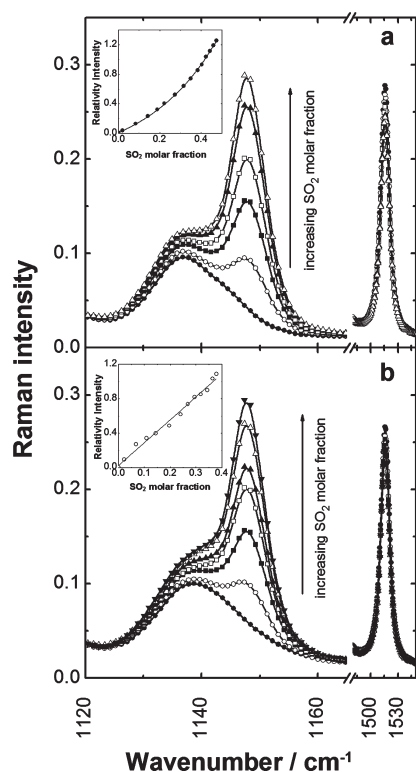 a
0.3
0.2
0.1
0.0
Relativity Intensity
1.2
0.8
0.4
0.0
0.0 0.2 0.4
SO2 molar fraction
increasing SO2 molar fraction
b
0.3
0.2
0.1
0.0
Relativity Intensity
1.2
0.8
0.4
0.0
0.0 0.1 0.2 0.3 0.4
SO2 molar fraction
increasing SO2 molar fraction
Raman intensity
1120 1140 1160 1500 1530
Wavenumber / cm-1